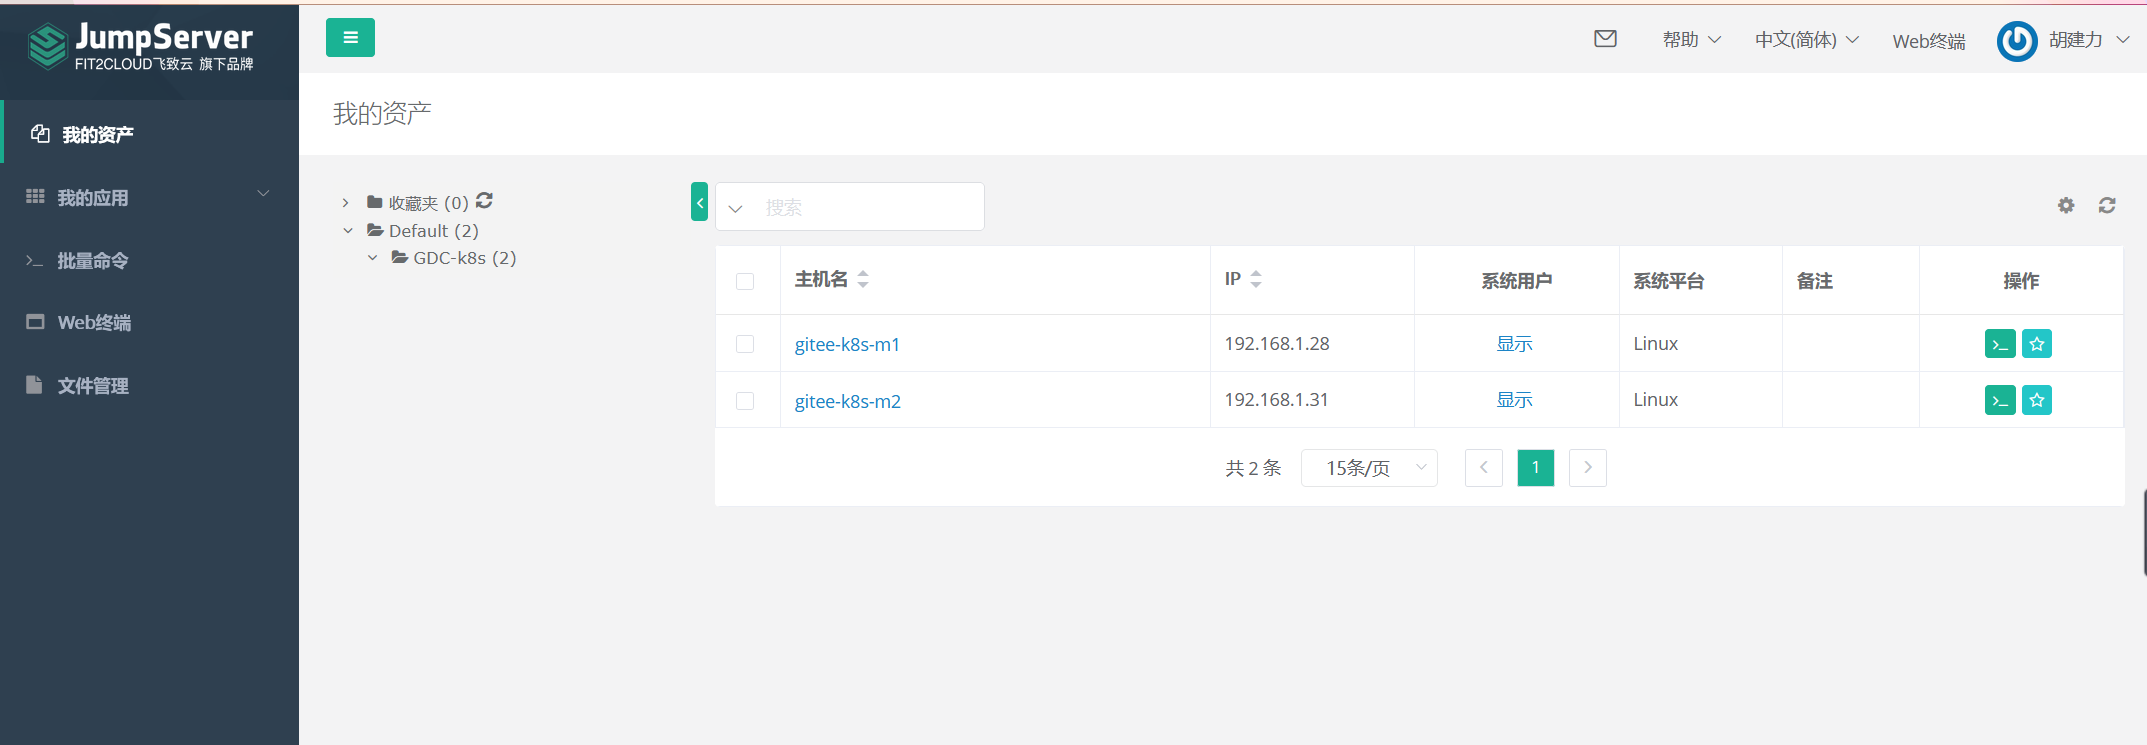 JumpServer
FIT2CLOUD飞致云 旗下品牌
帮助
中文(简体)
Web终端
胡建力
我的资产
我的应用
批量命令
Web终端
文件管理
我的资产
收藏夹 (0)
Default (2)
GDC-k8s (2)
搜索
主机名 IP 系统用户 系统平台 备注 操作
gitee-k8s-m1 192.168.1.28 显示 Linux
gitee-k8s-m2 192.168.1.31 显示 Linux
共 2 条 15条/页 1